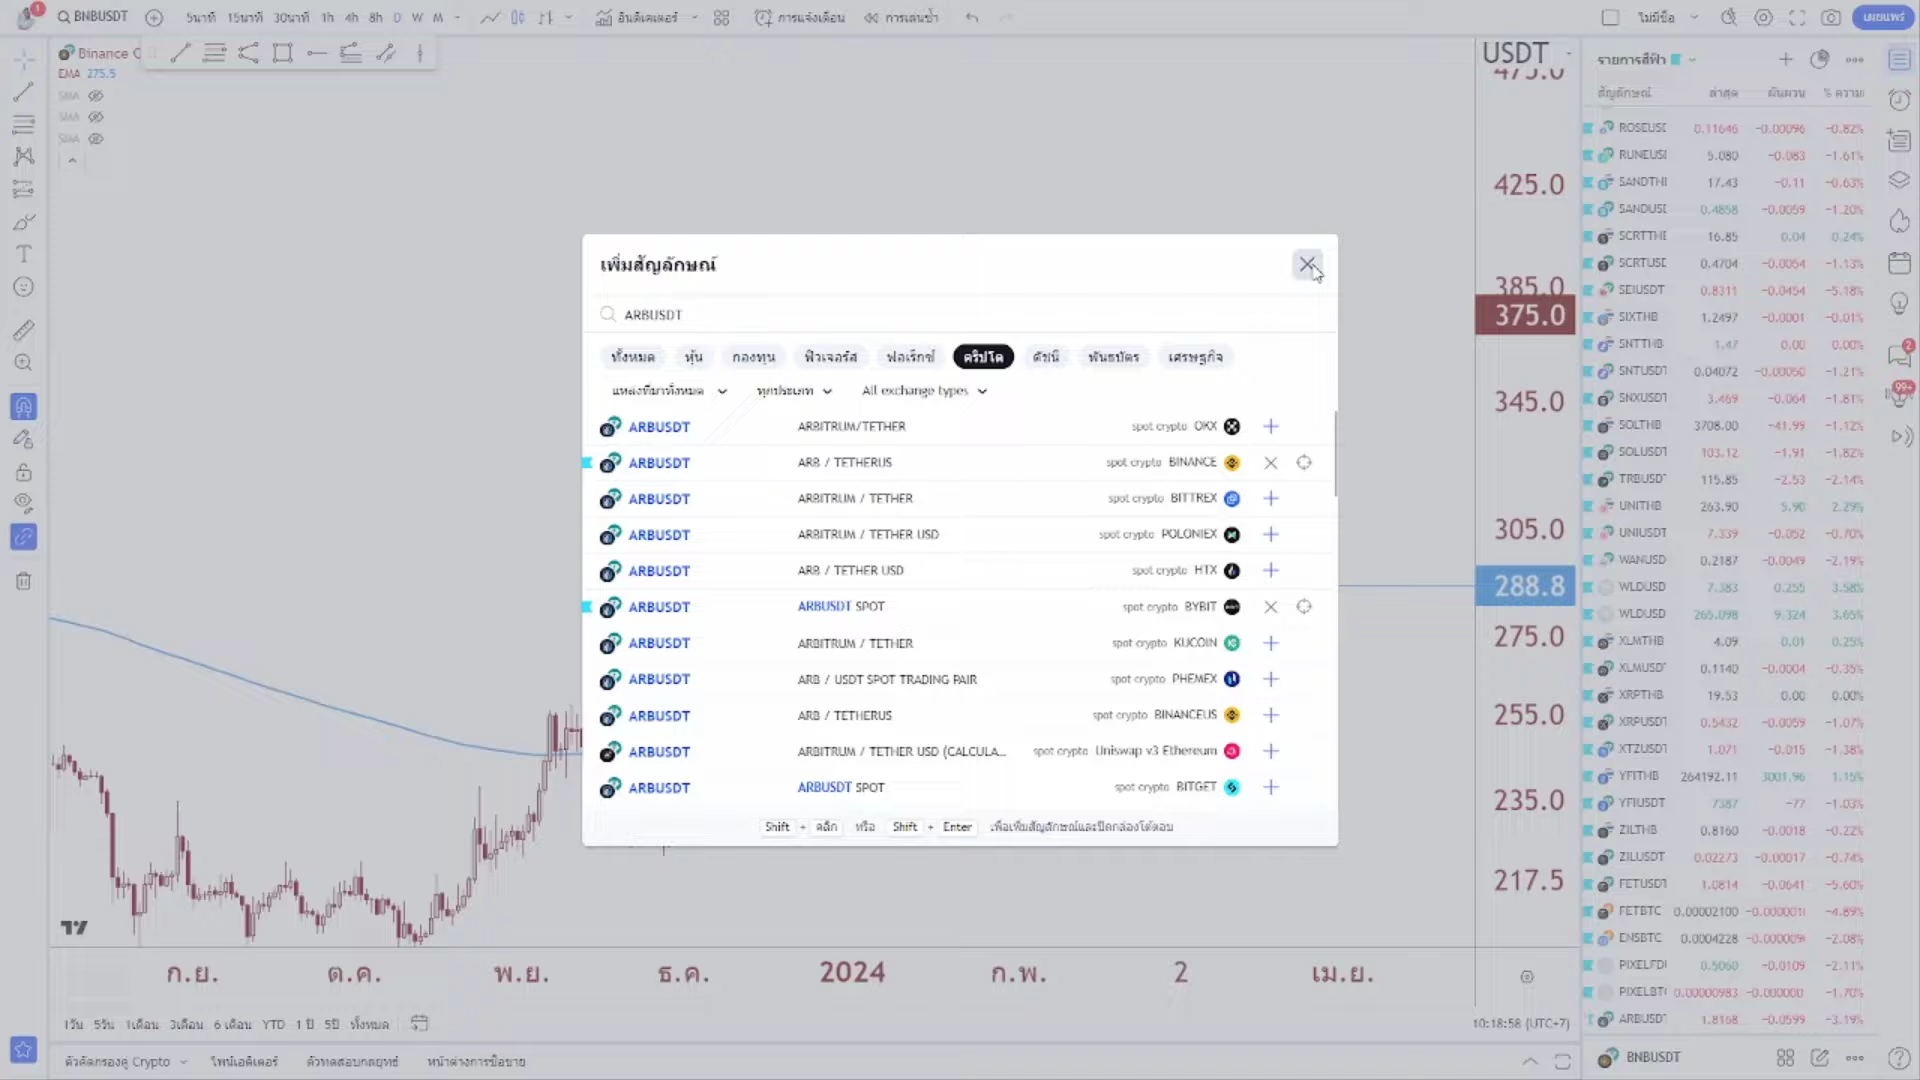 BNBUSDT 5นาที 15นาที 30นาที 1h 4h 8h D W M อินดิเคเตอร์ การแจ้งเตือน การเล่นซ้ำ ไม่มีชื่อ เผยแพร่
Binance
EMA 275.5
SMA
SMA
SMA
USDT
475.0
425.0
385.0
375.0
345.0
305.0
288.8
275.0
255.0
235.0
217.5
เพิ่มสัญลักษณ์
ARBUSDT
ทั้งหมด หุ้น กองทุน ฟิวเจอร์ส ฟอเร็กซ์ คริปโต ดัชนี พันธบัตร เศรษฐกิจ
แหล่งที่มาทั้งหมด ทุกประเภท All exchange types
ARBUSDT ARBITRUM/TETHER spot crypto OKX
ARBUSDT ARB / TETHERUS spot crypto BINANCE
ARBUSDT ARBITRUM / TETHER spot crypto BITTREX
ARBUSDT ARBITRUM / TETHER USD spot crypto POLONIEX
ARBUSDT ARB / TETHER USD spot crypto HTX
ARBUSDT ARBUSDT SPOT spot crypto BYBIT
ARBUSDT ARBITRUM / TETHER spot crypto KUCOIN
ARBUSDT ARB / USDT SPOT TRADING PAIR spot crypto PHEMEX
ARBUSDT ARB / TETHERUS spot crypto BINANCEUS
ARBUSDT ARBITRUM / TETHER USD (CALCULA... spot crypto Uniswap v3 Ethereum
ARBUSDT ARBUSDT SPOT spot crypto BITGET
Shift + คลิก หรือ Shift + Enter เพื่อเพิ่มสัญลักษณ์และปิดกล่องโต้ตอบ
ก.ย. ต.ค. พ.ย. ธ.ค. 2024 ก.พ. 2 เม.ย.
1วัน 5วัน 1เดือน 3เดือน 6 เดือน YTD 1 ปี 5ปี ทั้งหมด
10:18:58 (UTC+7)
ตัวคัดกรองคู่ Crypto ไพน์เอดิเตอร์ ตัวทดสอบกลยุทธ์ หน้าต่างการซื้อขาย
รายการสีฟ้า
สัญลักษณ์ ล่าสุด ผันผวน % ความ
ROSEUSD 0.11646 -0.00096 -0.82%
RUNEUSD 5.080 -0.083 -1.61%
SANDTHB 17.43 -0.11 -0.63%
SANDUSD 0.4858 -0.0059 -1.20%
SCRTTHB 16.85 0.04 0.24%
SCRTUSD 0.4704 -0.0054 -1.13%
SEIUSDT 0.8311 -0.0454 -5.18%
SIXTHB 1.2497 -0.0001 -0.01%
SNTTHB 1.47 0.00 0.00%
SNTUSDT 0.04072 -0.00050 -1.21%
SNXUSDT 3.469 -0.064 -1.81%
SOLTHB 3708.00 -41.99 -1.12%
SOLUSDT 103.12 -1.91 -1.82%
TRBUSDT 115.85 -2.53 -2.14%
UNITHB 263.90 5.90 2.29%
UNIUSDT 7.339 -0.052 -0.70%
WANUSD 0.2187 -0.0049 -2.19%
WLDUSD 7.383 0.255 3.58%
WLDUSD 265.098 9.324 3.65%
XLMTHB 4.09 0.01 0.25%
XLMUSD 0.1140 -0.0004 -0.35%
XRPTHB 19.53 0.00 0.00%
XRPUSDT 0.5432 -0.0059 -1.07%
XTZUSDT 1.071 -0.015 -1.38%
YFITHB 264192.11 3001.96 1.15%
YFIUSDT 7387 -77 -1.03%
ZILTHB 0.8160 -0.0018 -0.22%
ZILUSDT 0.02273 -0.00017 -0.74%
FETUSDT 1.0814 -0.0641 -5.60%
FETBTC 0.00002100 -0.000001 -4.89%
ENSBTC 0.0004228 -0.000009 -2.08%
PIXELFD 0.5060 -0.0109 -2.11%
PIXELBT 0.00000983 -0.000000 -1.70%
ARBUSDT 1.8168 -0.0599 -3.19%
BNBUSDT
1
2
99+